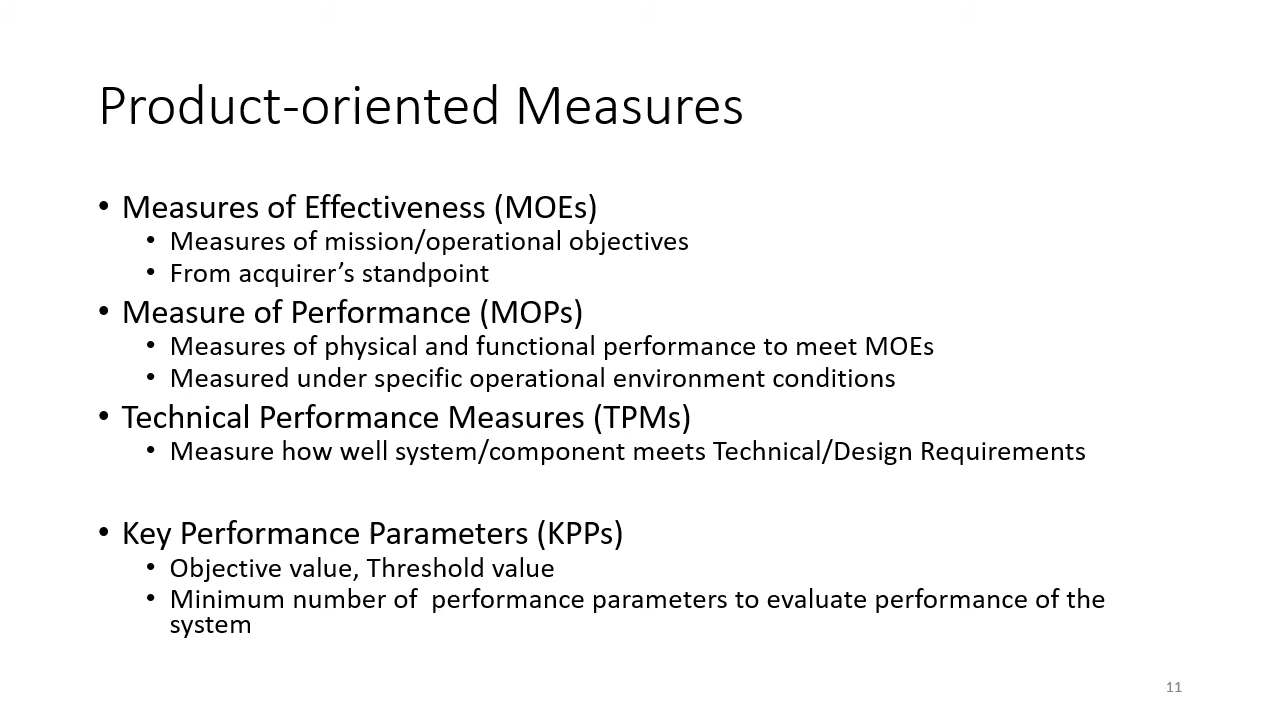 Product-oriented Measures
• Measures of Effectiveness (MOEs)
• Measures of mission/operational objectives
• From acquirer’s standpoint
• Measure of Performance (MOPs)
• Measures of physical and functional performance to meet MOEs
• Measured under specific operational environment conditions
• Technical Performance Measures (TPMs)
• Measure how well system/component meets Technical/Design Requirements
• Key Performance Parameters (KPPs)
• Objective value, Threshold value
• Minimum number of  performance parameters to evaluate performance of the
system
11